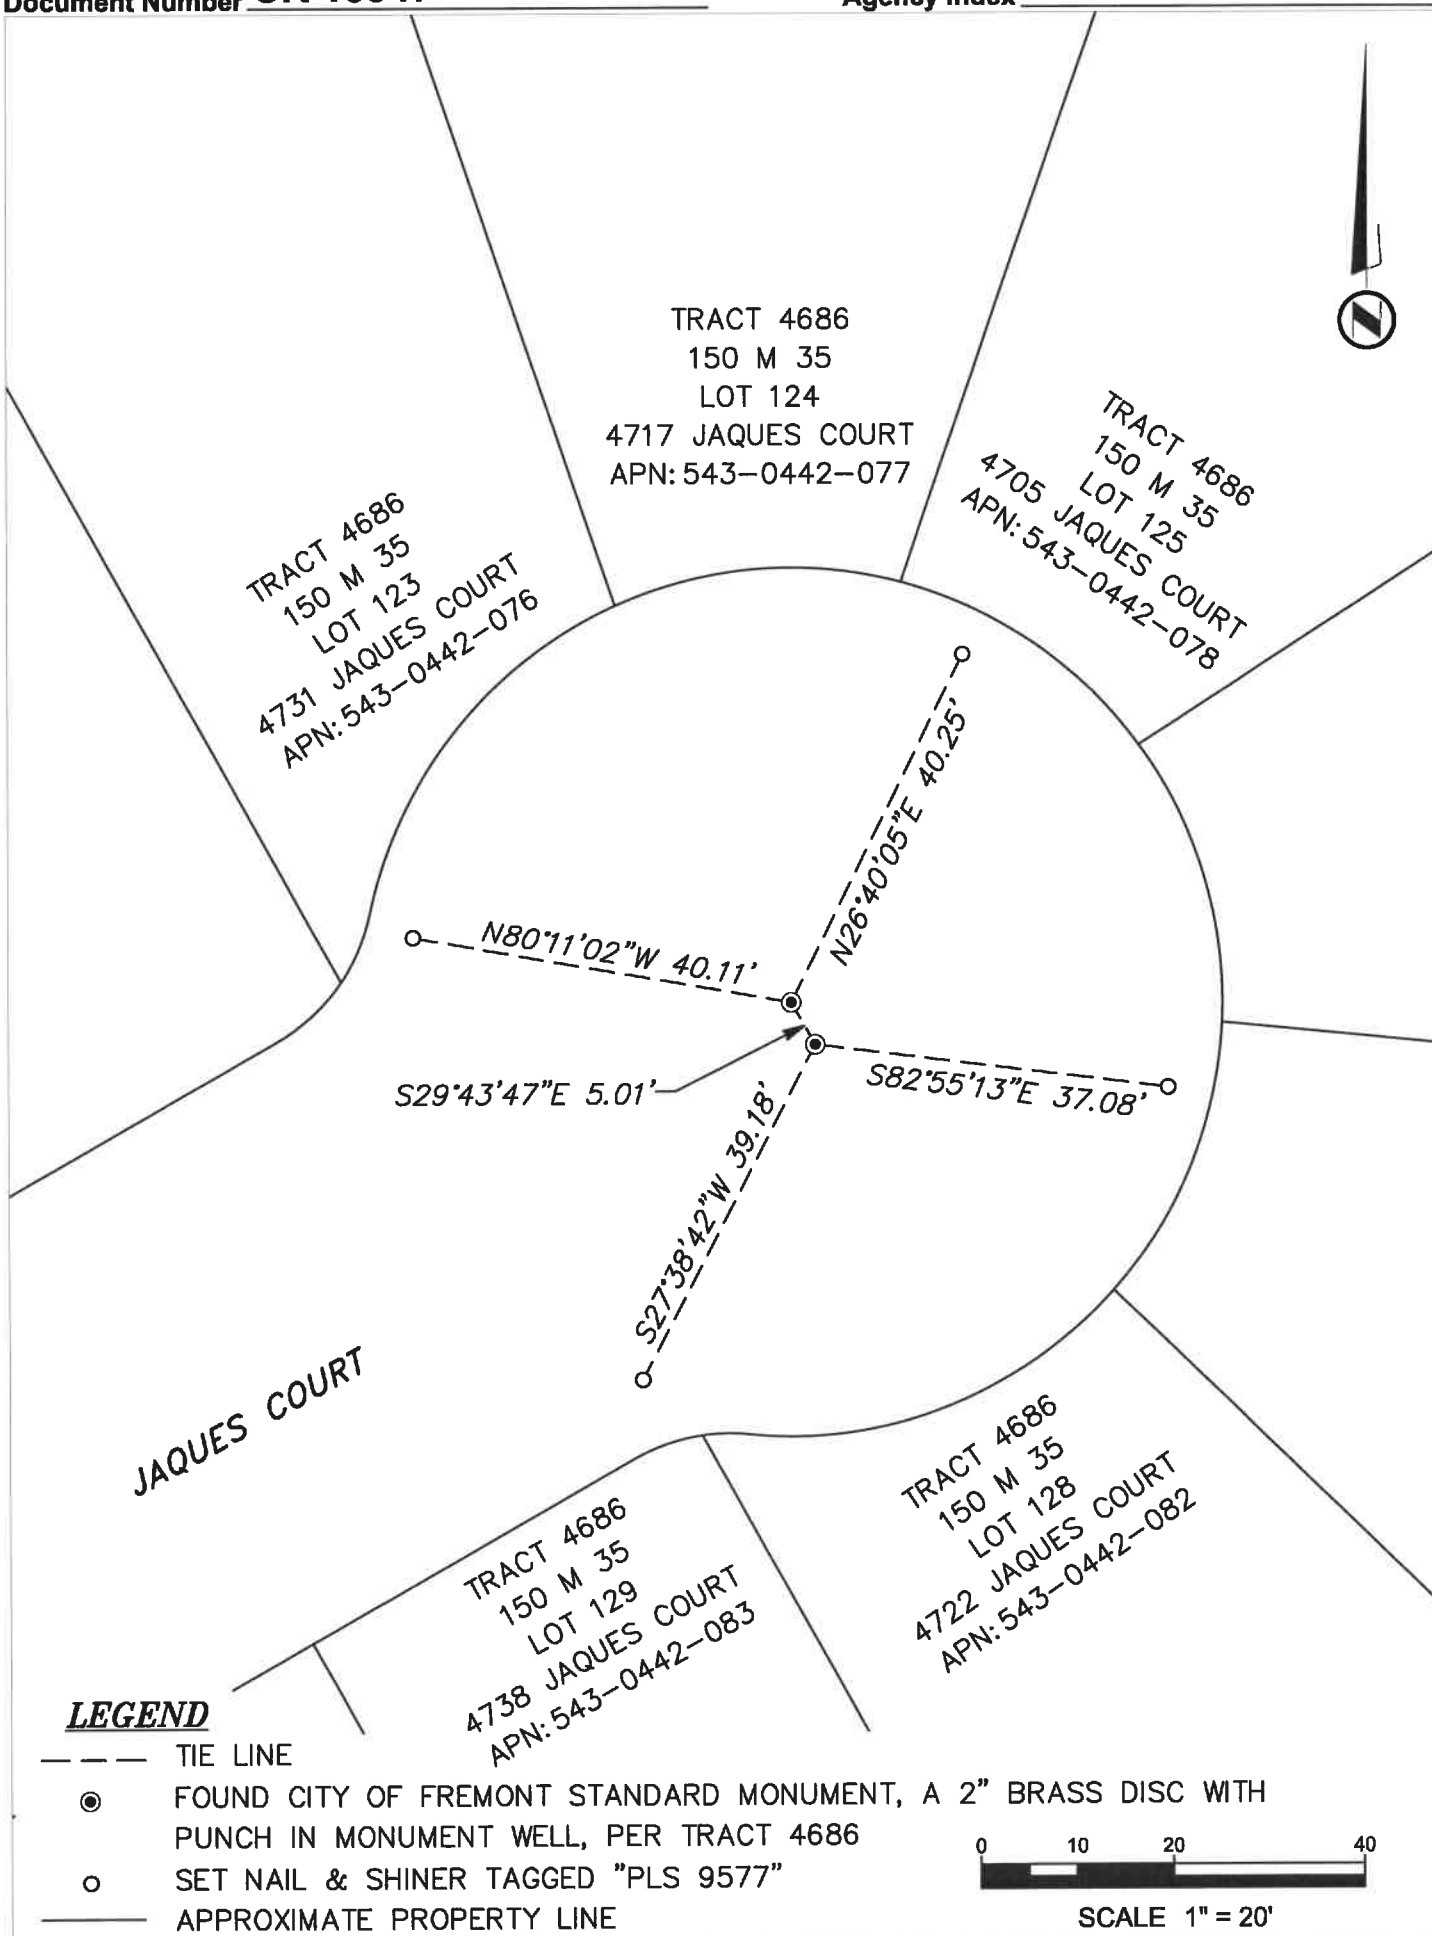 Document Number
Agency Index
TRACT 4686
150 M 35
LOT 124
4717 JAQUES COURT
APN: 543-0442-077
N
TRACT 4686
150 M 35
LOT 125
4705 JAQUES COURT
APN: 543-0442-078
TRACT 4686
150 M 35
LOT 123
4731 JAQUES COURT
APN: 543-0442-076
N26°40'05"E 40.25'
N80°11'02"W 40.11'
S29°43'47"E 5.01'
S82°55'13"E 37.08'
S27°38'42"W 39.18'
JAQUES COURT
TRACT 4686
150 M 35
LOT 128
4722 JAQUES COURT
APN: 543-0442-082
TRACT 4686
150 M 35
LOT 129
4738 JAQUES COURT
APN: 543-0442-083
LEGEND
TIE LINE
FOUND CITY OF FREMONT STANDARD MONUMENT, A 2" BRASS DISC WITH
PUNCH IN MONUMENT WELL, PER TRACT 4686
SET NAIL & SHINER TAGGED "PLS 9577"
APPROXIMATE PROPERTY LINE
0 10 20 40
SCALE 1" = 20'